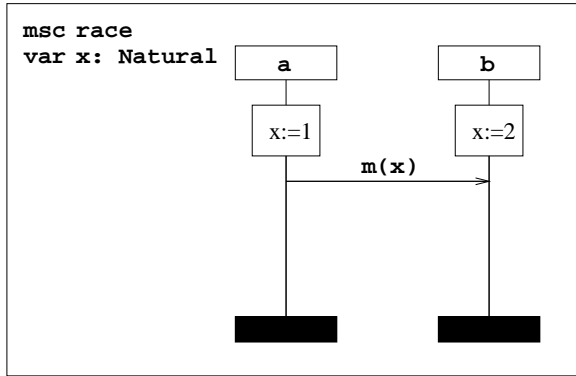 msc race
var x: Natural
a
b
x:=1
x:=2
m(x)